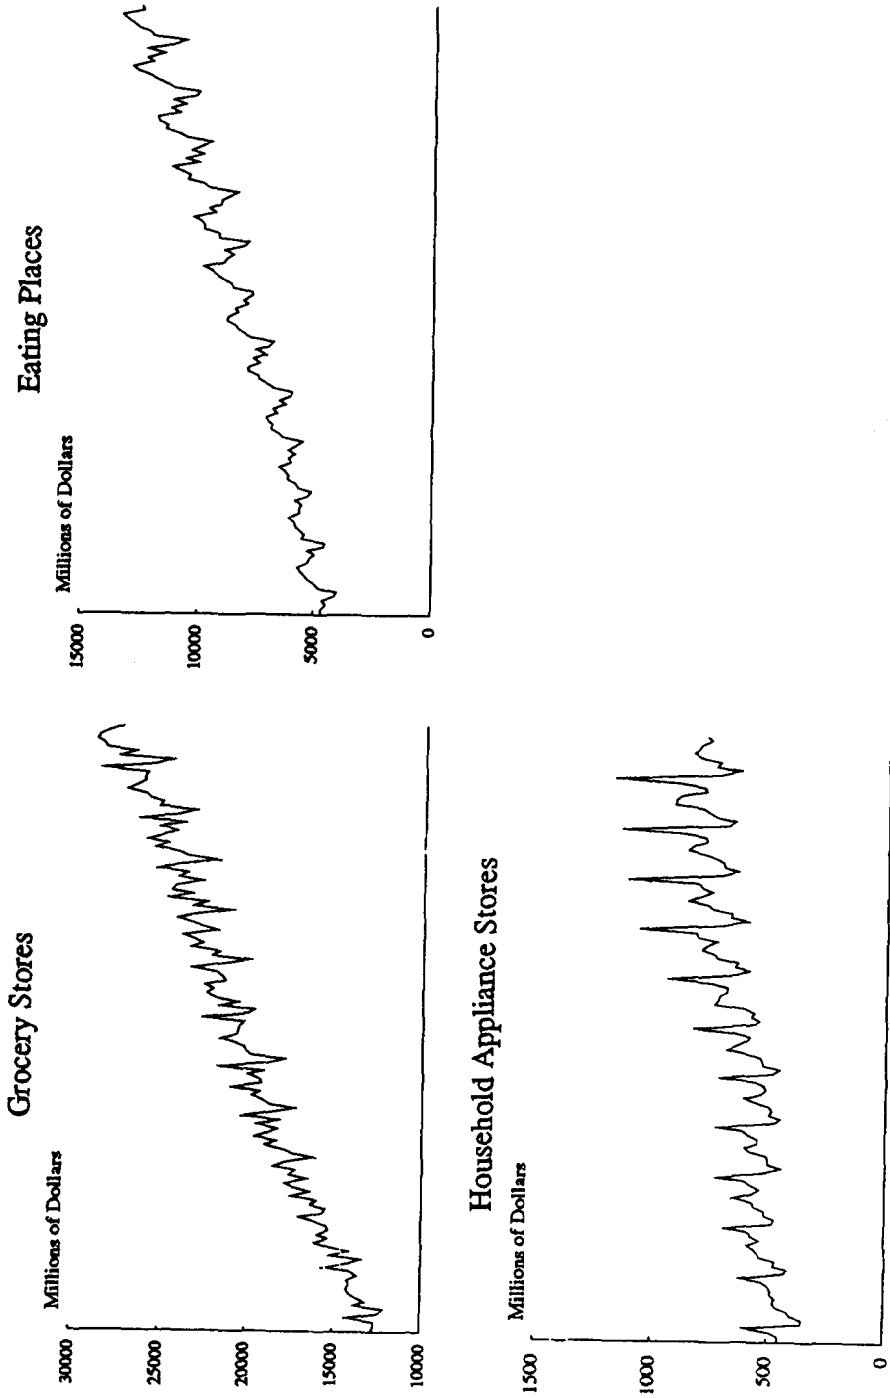 Grocery Stores
Millions of Dollars
30000
25000
20000
15000
10000
Eating Places
Millions of Dollars
15000
10000
5000
0
Household Appliance Stores
Millions of Dollars
1500
1000
500
0